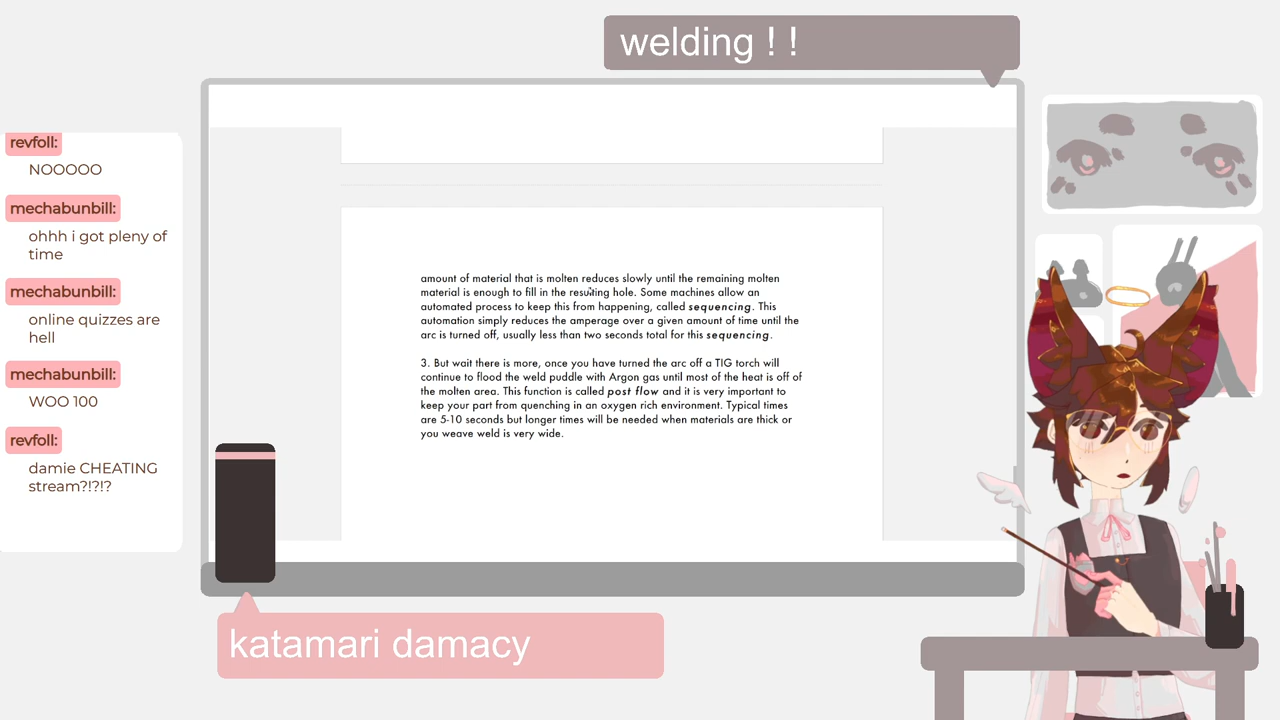 welding ! !
revfoll:
NOOOOO
mechabunbill:
ohhh i got pleny of
time
mechabunbill:
online quizzes are
hell
mechabunbill:
WOO 100
revfoll:
damie CHEATING
stream?!?!?
amount of material that is molten reduces slowly until the remaining molten
material is enough to fill in the resulting hole. Some machines allow an
automated process to keep this from happening, called sequencing. This
automation simply reduces the amperage over a given amount of time until the
arc is turned off, usually less than two seconds total for this sequencing.
3. But wait there is more, once you have turned the arc off a TIG torch will
continue to flood the weld puddle with Argon gas until most of the heat is off of
the molten area. This function is called post flow and it is very important to
keep your part from quenching in an oxygen rich environment. Typical times
are 5-10 seconds but longer times will be needed when materials are thick or
you weave weld is very wide.
katamari damacy